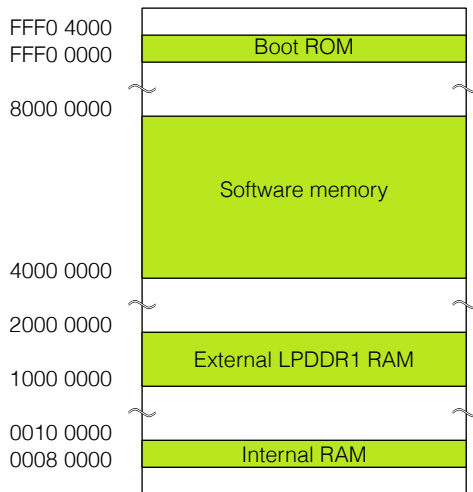 FFF0 4000
FFF0 0000
Boot ROM
8000 0000
Software memory
4000 0000
2000 0000
External LPDDR1 RAM
1000 0000
0010 0000
0008 0000
Internal RAM